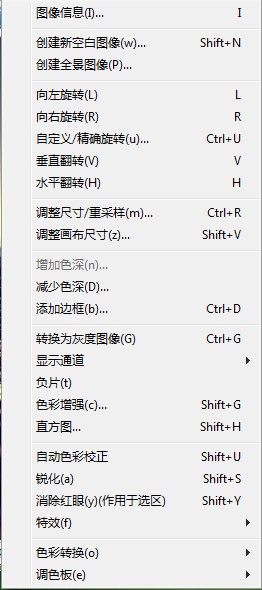 图像信息(I)... I
创建新空白图像(w)... Shift+N
创建全景图像(P)...
向左旋转(L) L
向右旋转(R) R
自定义/精确旋转(u)... Ctrl+U
垂直翻转(V) V
水平翻转(H) H
调整尺寸/重采样(m)... Ctrl+R
调整画布尺寸(z)... Shift+V
增加色深(n)...
减少色深(D)...
添加边框(b)... Ctrl+D
转换为灰度图像(G) Ctrl+G
显示通道
负片(t)
色彩增强(c)... Shift+G
直方图... Shift+H
自动色彩校正 Shift+U
锐化(a) Shift+S
消除红眼(y)(作用于选区) Shift+Y
特效(f)
色彩转换(o)
调色板(e)